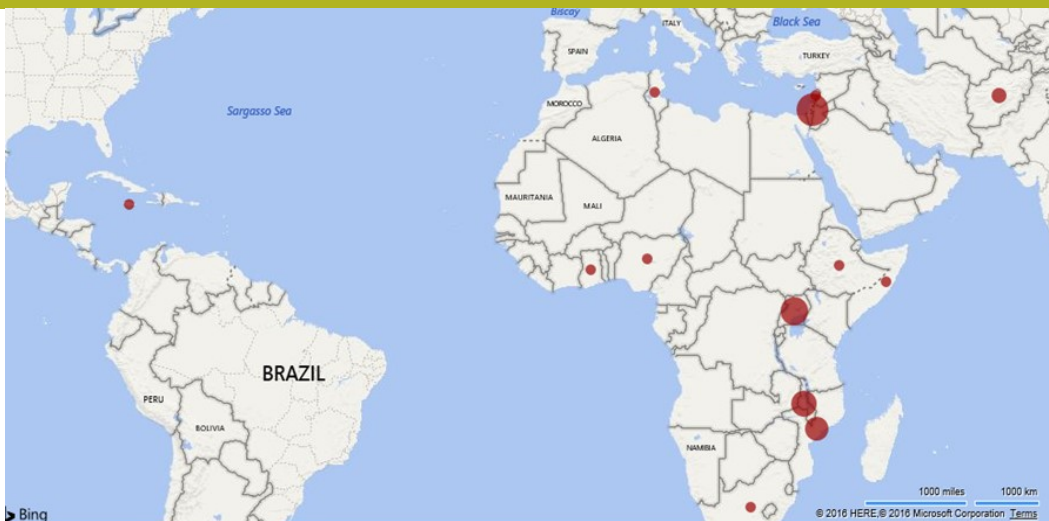 Biscay
ITALY
Black Sea
SPAIN
TURKEY
Sargasso Sea
MOROCCO
ALGERIA
MAURITANIA
MALI
BRAZIL
PERU
BOLIVIA
NAMIBIA
1000 miles
1000 km
Bing
© 2016 HERE,© 2016 Microsoft Corporation Terms